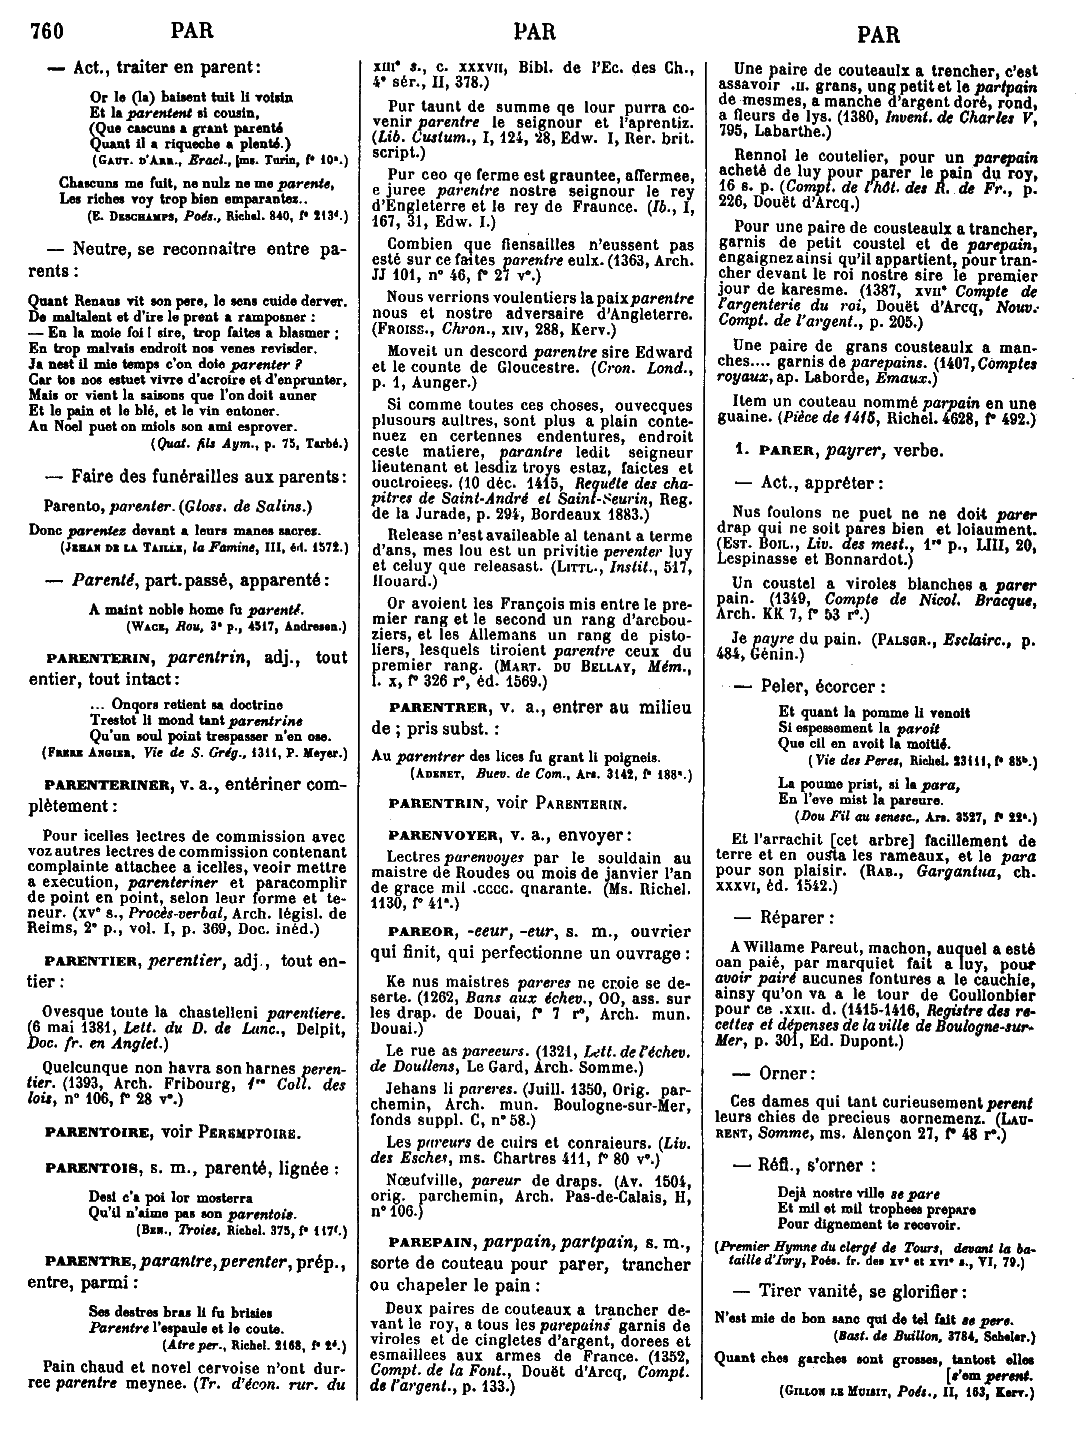 760 PAR PAR PAR
— Act., traiter en parent:
Or le (la) baisent tuit li voisin
Et la parentent si cousin,
(Que cascuns a grant parenté
Quant il a riqueche a plenté.)
(GAUT. D'ARR., Eracl., [ms. Turin, f° 10ª.)
Chascuns me fuit, ne nulz ne me parente,
Les riches voy trop bien emparantez..
(E. DESCHAMPS, Poés., Richel. 840, f° 213ᵈ.)
— Neutre, se reconnaître entre pa-
rents:
Quant Renaus vit son pere, le sens cuide derver.
De maltalent et d'ire le prent a ramposner :
— En la moie foi ! sire, trop faites a blasmer ;
En trop malvais endroit nos venes revisder.
Ja nest il mie temps c'on doie parenter ?
Car tos nos estuet vivre d'acroire et d'enprunter,
Mais or vient la saisons que l'on doit auner
Et le pain et le blé, et le vin entoner.
Au Noel puet on miols son ami esprover.
(Quat. fils Aym., p. 75, Tarbé.)
— Faire des funérailles aux parents:
Parento, parenter. (Gloss. de Salins.)
Donc parentez devant a leurs manes sacrez.
(JEHAN DE LA TAILLE, la Famine, III, éd. 1572.)
— Parenté, part. passé, apparenté:
A maint noble home fu parenté.
(WACE, Rou, 3° p., 4517, Andresen.)
PARENTERIN, parentrin, adj., tout
entier, tout intact:
... Onqors retient sa doctrine
Trestot li mond tant parentrine
Qu'un soul point trespasser n'en ose.
(FRERE ANGIER, Vie de S. Grég., 1311, P. Meyer.)
PARENTERINER, v. a., entériner com-
plètement:
Pour icelles lectres de commission avec
voz autres lectres de commission contenant
complainte attachee a icelles, veoir mettre
a execution, parenteriner et paracomplir
de point en point, selon leur forme et te-
neur. (xv° s., Procès-verbal, Arch. législ. de
Reims, 2° p., vol. I, p. 369, Doc. inéd.)
PARENTIER, perentier, adj., tout en-
tier:
Ovesque toute la chastelleni parentiere.
(6 mai 1381, Lett. du D. de Lanc., Delpit,
Doc. fr. en Anglet.)
Quelcunque non havra son harnes peren-
tier. (1393, Arch. Fribourg, 1ʳᵉ Coll. des
lois, n° 106, f° 28 v°.)
PARENTOIRE, voir PEREMPTOIRE.
PARENTOIS, s. m., parenté, lignée:
Desi c'a poi lor mosterra
Qu'il n'aime pas son parentois.
(BEN., Troies, Richel. 375, f° 117ᶠ.)
PARENTRE, parantre, perenter, prép.,
entre, parmi:
Ses destres bras li fu brisies
Parentre l'espaule et le coute.
(Atre per., Richel. 2168, f° 2ᵈ.)
Pain chaud et novel cervoise n'ont dur-
ree parentre meynee. (Tr. d'écon. rur. du
XIII° s., c. XXXVII, Bibl. de l'Ec. des Ch.,
4° sér., II, 378.)
Pur taunt de summe qe lour purra co-
venir parentre le seignour et l'aprentiz.
(Lib. Custum., I, 124, 28, Edw. I, Rer. brit.
script.)
Pur ceo qe ferme est grauntee, affermee,
e juree parentre nostre seignour le rey
d'Engleterre et le rey de Fraunce. (Ib., I,
167, 31, Edw. I.)
Combien que fiensailles n'eussent pas
esté sur ce faites parentre eulx. (1363, Arch.
JJ 101, n° 46, f° 27 v°.)
Nous verrions voulentiers la paix parentre
nous et nostre adversaire d'Angleterre.
(FROISS., Chron., XIV, 288, Kerv.)
Moveit un descord parentre sire Edward
et le counte de Gloucestre. (Cron. Lond.,
p. 1, Aunger.)
Si comme toutes ces choses, ouvecques
plusours aultres, sont plus a plain conte-
nuez en certennes endentures, endroit
ceste matiere, parantre ledit seigneur
lieutenant et lesdiz troys estaz, faictes et
ouctroiees. (10 déc. 1415, Requéte des cha-
pitres de Saint-André et Saint-Seurin, Reg.
de la Jurade, p. 294, Bordeaux 1883.)
Release n'est availeable al tenant a terme
d'ans, mes lou est un privitie perenter luy
et celuy que releasast. (LITTL., Instit., 517,
Houard.)
Or avoient les François mis entre le pre-
mier rang et le second un rang d'arcbou-
ziers, et les Allemans un rang de pisto-
liers, lesquels tiroient parentre ceux du
premier rang. (MART. DU BELLAY, Mém.,
l. x, f° 326 r°, éd. 1569.)
PARENTRER, v. a., entrer au milieu
de ; pris subst. :
Au parentrer des lices fu grant li poigneis.
(ADENET, Buev. de Com., Ars. 3142, f° 188ª.)
PARENTRIN, voir PARENTERIN.
PARENVOYER, v. a., envoyer:
Lectres parenvoyes par le souldain au
maistre de Roudes ou mois de janvier l'an
de grace mil .cccc. qnarante. (Ms. Richel.
1130, f° 41ª.)
PAREOR, -eeur, -eur, s. m., ouvrier
qui finit, qui perfectionne un ouvrage:
Ke nus maistres pareres ne croie se de-
serte. (1262, Bans aux échev., OO, ass. sur
les drap. de Douai, f° 7 r°, Arch. mun.
Douai.)
Le rue as pareeurs. (1321, Lett. de l'échev.
de Doullens, Le Gard, Arch. Somme.)
Jehans li pareres. (Juill. 1350, Orig. par-
chemin, Arch. mun. Boulogne-sur-Mer,
fonds suppl. C, n° 58.)
Les pareurs de cuirs et conraieurs. (Liv.
des Esches, ms. Chartres 411, f° 80 v°.)
Nœufville, pareur de draps. (Av. 1504,
orig. parchemin, Arch. Pas-de-Calais, H,
n° 106.)
PAREPAIN, parpain, partpain, s. m.,
sorte de couteau pour parer, trancher
ou chapeler le pain:
Deux paires de couteaux a trancher de-
vant le roy, a tous les parepains garnis de
viroles et de cingletes d'argent, dorees et
esmaillees aux armes de France. (1352,
Compt. de la Font., Douët d'Arcq, Compt.
de l'argent., p. 133.)
Une paire de couteaulx a trencher, c'est
assavoir .II. grans, ung petit et le partpain
de mesmes, a manche d'argent doré, rond,
a fleurs de lys. (1380, Invent. de Charles V,
795, Labarthe.)
Rennol le coutelier, pour un parepain
acheté de luy pour parer le pain du roy,
16 s. p. (Compt. de l'hôt. des R. de Fr., p.
226, Douët d'Arcq.)
Pour une paire de cousteaulx a trancher,
garnis de petit coustel et de parepain,
engaignez ainsi qu'il appartient, pour tran-
cher devant le roi nostre sire le premier
jour de karesme. (1387, XVII° Compte de
l'argenterie du roi, Douët d'Arcq, Nouv.
Compt. de l'argent., p. 205.)
Une paire de grans cousteaulx a man-
ches.... garnis de parepains. (1407, Comptes
royaux, ap. Laborde, Emaux.)
Item un couteau nommé parpain en une
guaine. (Pièce de 1415, Richel. 4628, f° 492.)
1. PARER, payrer, verbe.
— Act., apprêter:
Nus foulons ne puet ne ne doit parer
drap qui ne soit pares bien et loiaument.
(EST. BOIL., Liv. des mest., 1ʳᵉ p., LIII, 20,
Lespinasse et Bonnardot.)
Un coustel a viroles blanches a parer
pain. (1349, Compte de Nicol. Bracque,
Arch. KK 7, f° 53 r°.)
Je payre du pain. (PALSGR., Esclairc., p.
484, Génin.)
— Peler, écorcer:
Et quant la pomme li venoit
Si espessement la paroit
Que cil en avoit la moitié.
(Vie des Peres, Richel. 23111, f° 85ᵇ.)
La poume prist, si la para,
En l'eve mist la pareure.
(Dou Fil au senesc., Ars. 3527, f° 22ª.)
Et l'arrachit [cet arbre] facillement de
terre et en ousta les rameaux, et le para
pour son plaisir. (RAB., Gargantua, ch.
XXXVI, éd. 1542.)
— Réparer:
A Willame Pareut, machon, auquel a esté
oan paié, par marquiet fait a luy, pour
avoir pairé aucunes fontures a le cauchie,
ainsy qu'on va a le tour de Coullonbier
pour ce .XXII. d. (1415-1416, Registre des re-
cettes et dépenses de la ville de Boulogne-sur-
Mer, p. 301, Ed. Dupont.)
— Orner:
Ces dames qui tant curieusement perent
leurs chies de precieus aornemenz. (LAU-
RENT, Somme, ms. Alençon 27, f° 48 r°.)
— Réfl., s'orner :
Dejà nostre ville se pare
Et mil et mil trophees prepare
Pour dignement te recevoir.
(Premier Hymne du clergé de Tours, devant la ba-
taille d'Ivry, Poés. fr. des XV° et XVI° s., VI, 79.)
— Tirer vanité, se glorifier:
N'est mie de bon sanc qui de tel fait se pere.
(Bast. de Buillon, 3784, Scheler.)
Quant ches garches sont grosses, tantost elles
[s'em perent.
(GILLON LE MUISIT, Poés., II, 163, Kerv.)